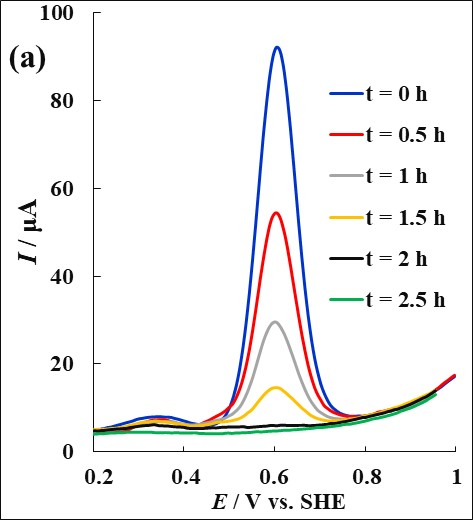 (a)
100
80
60
40
20
0
I / µA
t = 0 h
t = 0.5 h
t = 1 h
t = 1.5 h
t = 2 h
t = 2.5 h
0.2 0.4 0.6 0.8 1
E / V vs. SHE